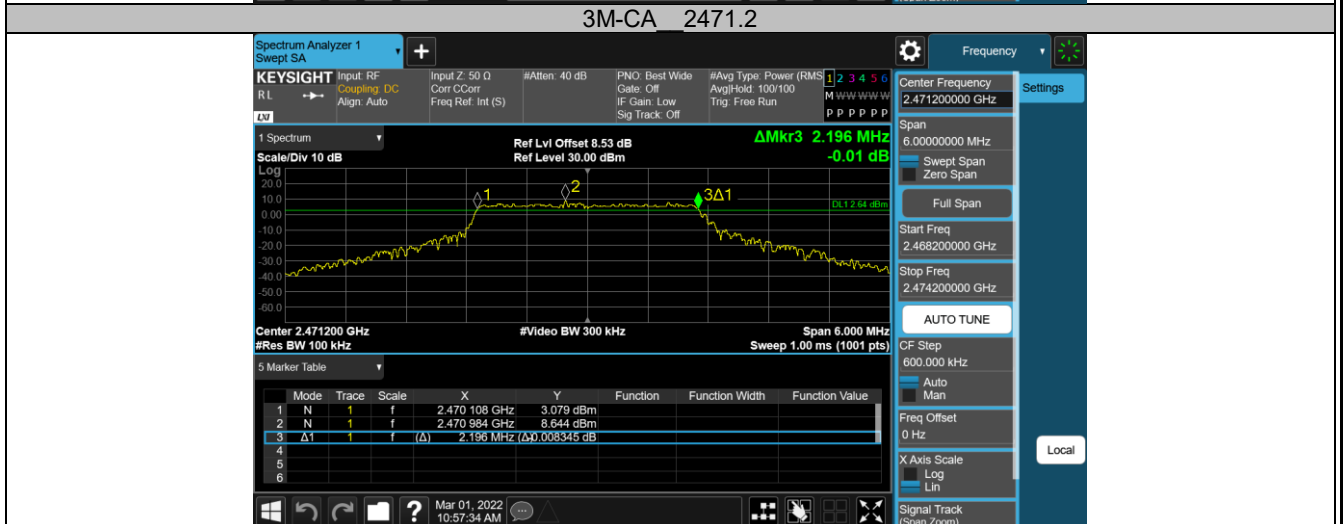 3M-CA__2471.2
Spectrum Analyzer 1
Swept SA
+
Frequency
KEYSIGHT
RL
LXI
Input: RF
Coupling: DC
Align: Auto
Input Z: 50 Ω
Corr CCorr
Freq Ref: Int (S)
#Atten: 40 dB
PNO: Best Wide
Gate: Off
IF Gain: Low
Sig Track: Off
#Avg Type: Power (RMS
Avg|Hold: 100/100
Trig: Free Run
1 2 3 4 5 6
M W W W W W
P P P P P P
1 Spectrum
Scale/Div 10 dB
Ref Lvl Offset 8.53 dB
Ref Level 30.00 dBm
ΔMkr3 2.196 MHz
-0.01 dB
Log
20.0
10.0
0.00
-10.0
-20.0
-30.0
-40.0
-50.0
-60.0
1
2
3Δ1
DL1 2.64 dBm
Center 2.471200 GHz
#Video BW 300 kHz
Span 6.000 MHz
#Res BW 100 kHz
Sweep 1.00 ms (1001 pts)
5 Marker Table
Mode Trace Scale X Y Function Function Width Function Value
1 N 1 f 2.470 108 GHz 3.079 dBm
2 N 1 f 2.470 984 GHz 8.644 dBm
3 Δ1 1 f (Δ) 2.196 MHz (Δ) -0.008345 dB
4
5
6
?
Mar 01, 2022
10:57:34 AM
Center Frequency
2.471200000 GHz
Settings
Span
6.00000000 MHz
Swept Span
Zero Span
Full Span
Start Freq
2.468200000 GHz
Stop Freq
2.474200000 GHz
AUTO TUNE
CF Step
600.000 kHz
Auto
Man
Freq Offset
0 Hz
X Axis Scale
Log
Lin
Local
Signal Track
(Span Zoom)